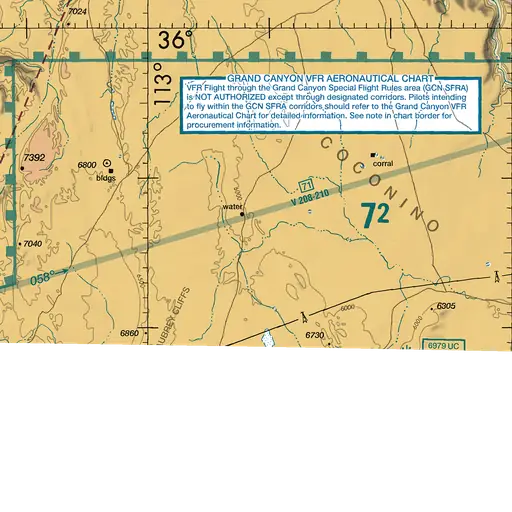 7024
36°
113°
GRAND CANYON VFR AERONAUTICAL CHART
VFR Flight through the Grand Canyon Special Flight Rules area (GCN SFRA)
is NOT AUTHORIZED except through designated corridors. Pilots intending
to fly within the GCN SFRA corridors should refer to the Grand Canyon VFR
Aeronautical Chart for detailed information. See note in chart border for
procurement information.
7392
6800
bldgs
COCONINO
corral
71
V 208-210
5000
water
72
7040
058°
6305
6000
4000
AUBREY CLIFFS
6860
6730
6979 UC